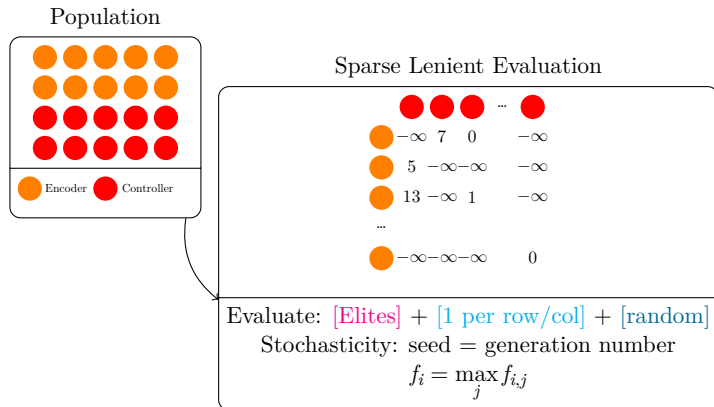 Population
Encoder Controller
Sparse Lenient Evaluation
...
−∞ 7 0 −∞
5 −∞ −∞ −∞
13 −∞ 1 −∞
...
−∞ −∞ −∞ 0
Evaluate: [Elites] + [1 per row/col] + [random]
Stochasticity: seed = generation number
f_i = max_j f_{i,j}